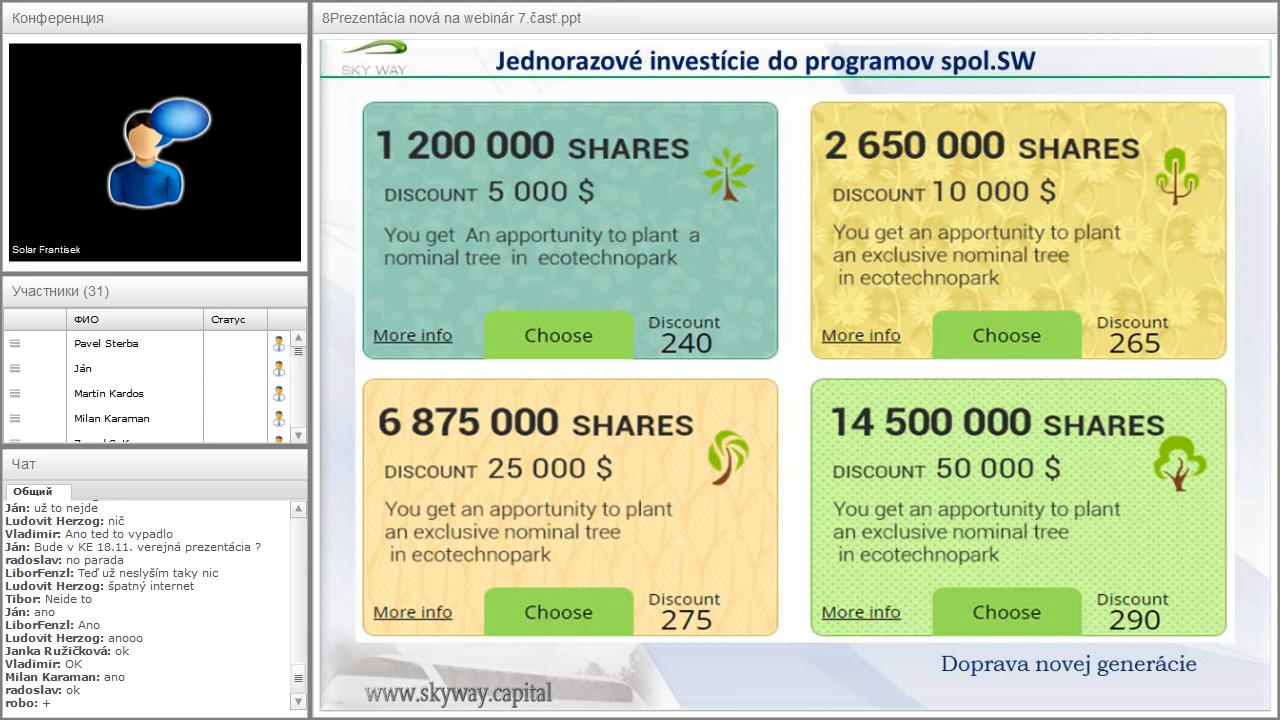 Конференция
Solar Frantisek
Участники (31)
ФИО
Статус
Pavel Sterba
Ján
Martin Kardos
Milan Karaman
Чат
Общий
Ján: už to nejde
Ludovit Herzog: nič
Vladimir: Ano ted to vypadlo
Ján: Bude v KE 18.11. verejná prezentácia ?
radoslav: no parada
LiborFenzl: Teď už neslyším taky nic
Ludovit Herzog: špatný internet
Tibor: Neide to
Ján: ano
LiborFenzl: Ano
Ludovit Herzog: anooo
Janka Ružičková: ok
Vladimir: OK
Milan Karaman: ano
radoslav: ok
robo: +
8Prezentácia nová na webinár 7.časť.ppt
SKY WAY
Jednorazové investície do programov spol.SW
1 200 000 SHARES
DISCOUNT 5 000 $
You get An apportunity to plant a
nominal tree in ecotechnopark
More info
Choose
Discount
240
2 650 000 SHARES
DISCOUNT 10 000 $
You get an apportunity to plant
an exclusive nominal tree
in ecotechnopark
More info
Choose
Discount
265
6 875 000 SHARES
DISCOUNT 25 000 $
You get an apportunity to plant
an exclusive nominal tree
in ecotechnopark
More info
Choose
Discount
275
14 500 000 SHARES
DISCOUNT 50 000 $
You get an apportunity to plant
an exclusive nominal tree
in ecotechnopark
More info
Choose
Discount
290
Doprava novej generácie
www.skyway.capital